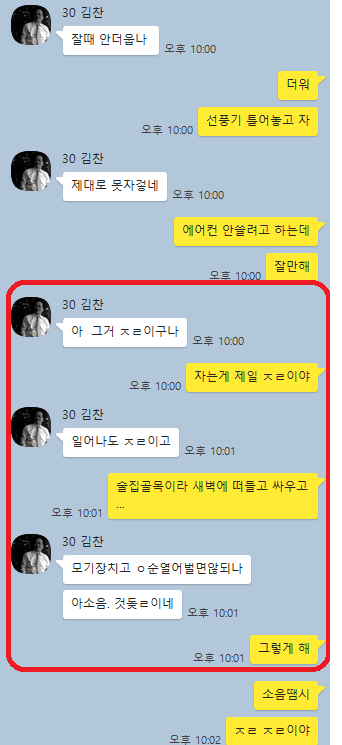 30 김찬
잘때 안더웁나
오후 10:00
더워
선풍기 틀어놓고 자
오후 10:00
30 김찬
제대로 못자겋네
오후 10:00
에어컨 안쓸려고 하는데
잘만해
오후 10:00
30 김찬
아 그거 ㅈㄹ이구나
오후 10:00
자는게 제일 ㅈㄹ이야
오후 10:00
30 김찬
일어나도 ㅈㄹ이고
오후 10:01
술집골목이라 새벽에 떠들고 싸우고
...
오후 10:01
30 김찬
모기장치고 ㅇ순열어벌면않되나
아소음. 것둦ㄹ이네
오후 10:01
그렇게 해
오후 10:01
소음땜시
ㅈㄹ ㅈㄹ이야
오후 10:02